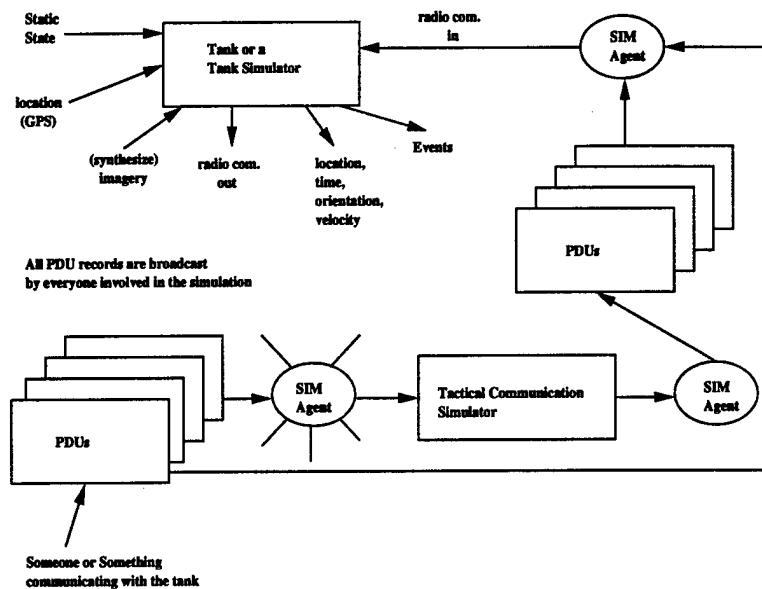 Static
State
radio com.
in
SIM
Agent
Tank or a
Tank Simulator
location
(GPS)
(synthesize)
imagery
radio com.
out
location,
time,
orientation,
velocity
Events
PDUs
All PDU records are broadcast
by everyone involved in the simulation
SIM
Agent
Tactical Communication
Simulator
SIM
Agent
PDUs
Someone or Something
communicating with the tank